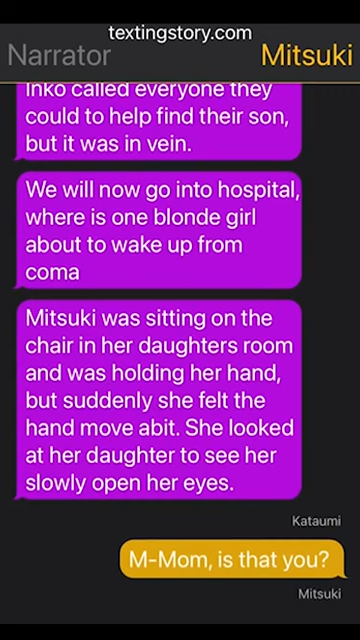 textingstory.com
Narrator Mitsuki
Inko called everyone they
could to help find their son,
but it was in vein.
We will now go into hospital,
where is one blonde girl
about to wake up from
coma
Mitsuki was sitting on the
chair in her daughters room
and was holding her hand,
but suddenly she felt the
hand move abit. She looked
at her daughter to see her
slowly open her eyes.
Kataumi
M-Mom, is that you?
Mitsuki